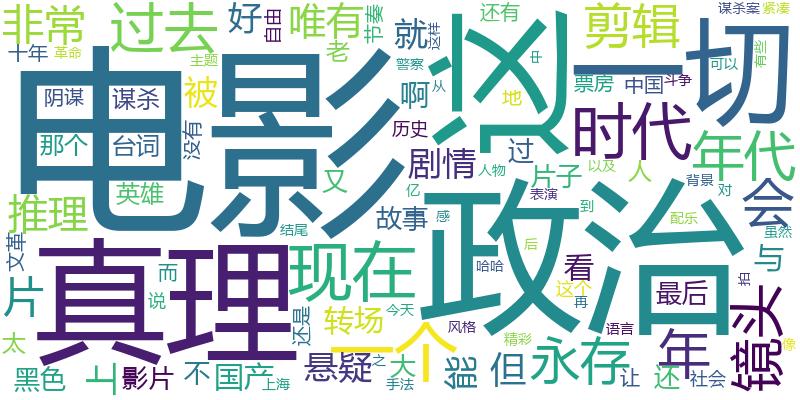 非常
过去
好
自由
唯有
节奏
还有
这
剪辑
一切
谋杀案
紧凑
有些
十年
革命
主题
老
就
警察
这样
从
中
可以
票房
中国
斗争
电影
阴谋
谋杀
被
啊
地
时代
那个
台词
没有
历史
过
年代
英雄
又
剧情
片子
人物
以及
人
背景
对
会
推理
故事
亿
表演
到
配乐
虽然
文革
真理
而
说
结尾
感
政治
与
片
现在
哈哈
后
看
这个
再
最后
拍
镜头
太
还是
转场
今天
风格
语言
年
一个
之
精彩
像
黑色
上
影片
不
国产
上海
悬疑
大
手法
能
但
永存
让
还
社会